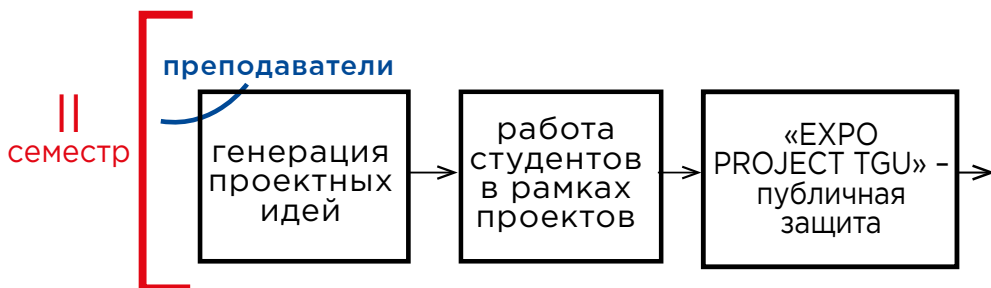 преподаватели
II
семестр
генерация
проектных
идей
работа
студентов
в рамках
проектов
«EXPO
PROJECT TGU» –
публичная
защита